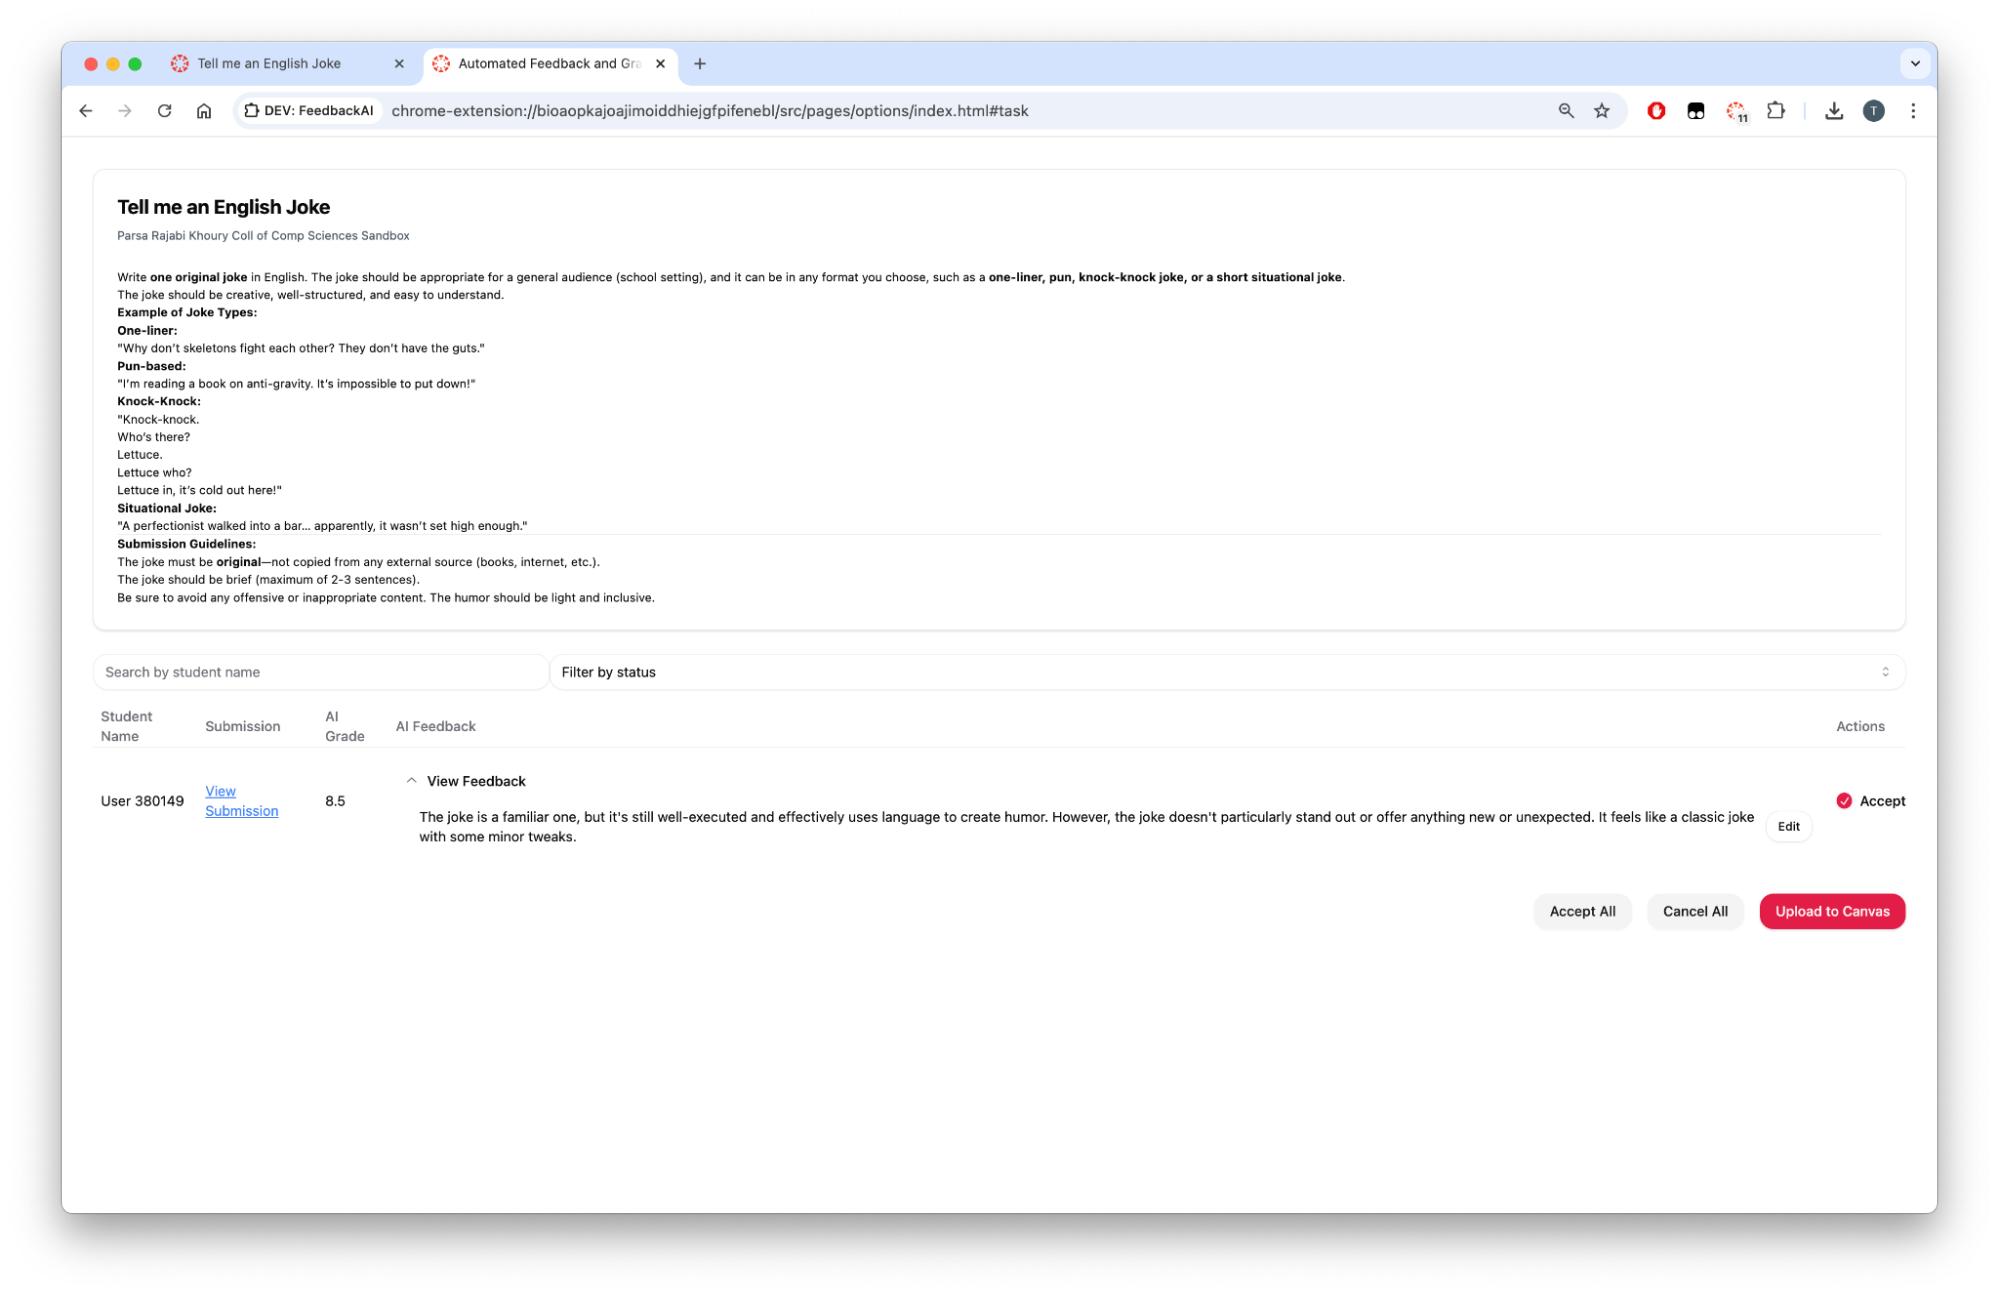 Tell me an English Joke
Automated Feedback and Gra
DEV: FeedbackAI
chrome-extension://bioaopkajoajimoiddhiejgfpifenebl/src/pages/options/index.html#task
11
T
Tell me an English Joke
Parsa Rajabi Khoury Coll of Comp Sciences Sandbox
Write one original joke in English. The joke should be appropriate for a general audience (school setting), and it can be in any format you choose, such as a one-liner, pun, knock-knock joke, or a short situational joke.
The joke should be creative, well-structured, and easy to understand.
Example of Joke Types:
One-liner:
"Why don’t skeletons fight each other? They don’t have the guts."
Pun-based:
"I’m reading a book on anti-gravity. It’s impossible to put down!"
Knock-Knock:
"Knock-knock.
Who’s there?
Lettuce.
Lettuce who?
Lettuce in, it’s cold out here!"
Situational Joke:
"A perfectionist walked into a bar... apparently, it wasn’t set high enough."
Submission Guidelines:
The joke must be original—not copied from any external source (books, internet, etc.).
The joke should be brief (maximum of 2-3 sentences).
Be sure to avoid any offensive or inappropriate content. The humor should be light and inclusive.
Search by student name
Filter by status
Student Name
Submission
AI Grade
AI Feedback
Actions
User 380149
View Submission
8.5
View Feedback
The joke is a familiar one, but it's still well-executed and effectively uses language to create humor. However, the joke doesn't particularly stand out or offer anything new or unexpected. It feels like a classic joke
with some minor tweaks.
Edit
Accept
Accept All
Cancel All
Upload to Canvas